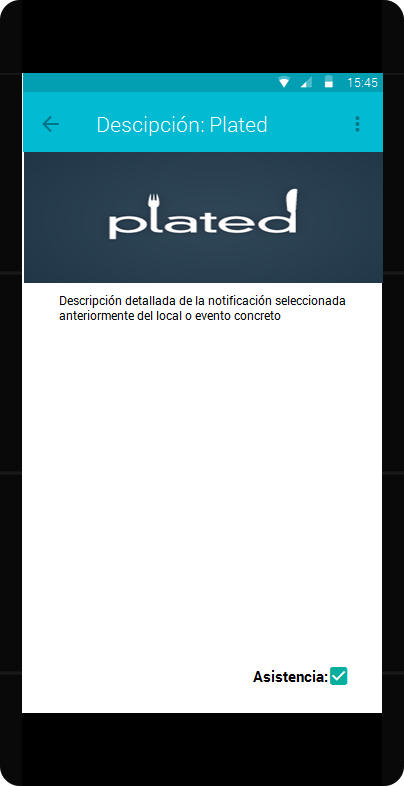 15:45
Descipción: Plated
plated
Descripción detallada de la notificación seleccionada
anteriormente del local o evento concreto
Asistencia: